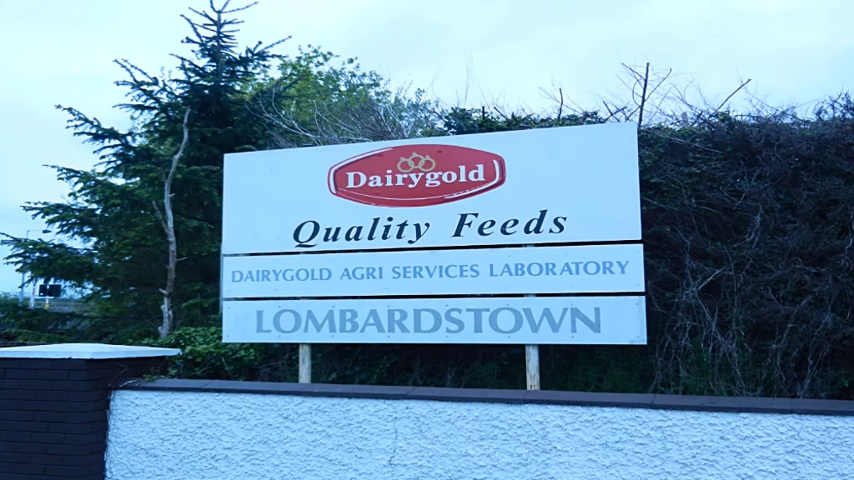 Dairygold
Quality Feeds
DAIRYGOLD AGRI SERVICES LABORATORY
LOMBARDSTOWN